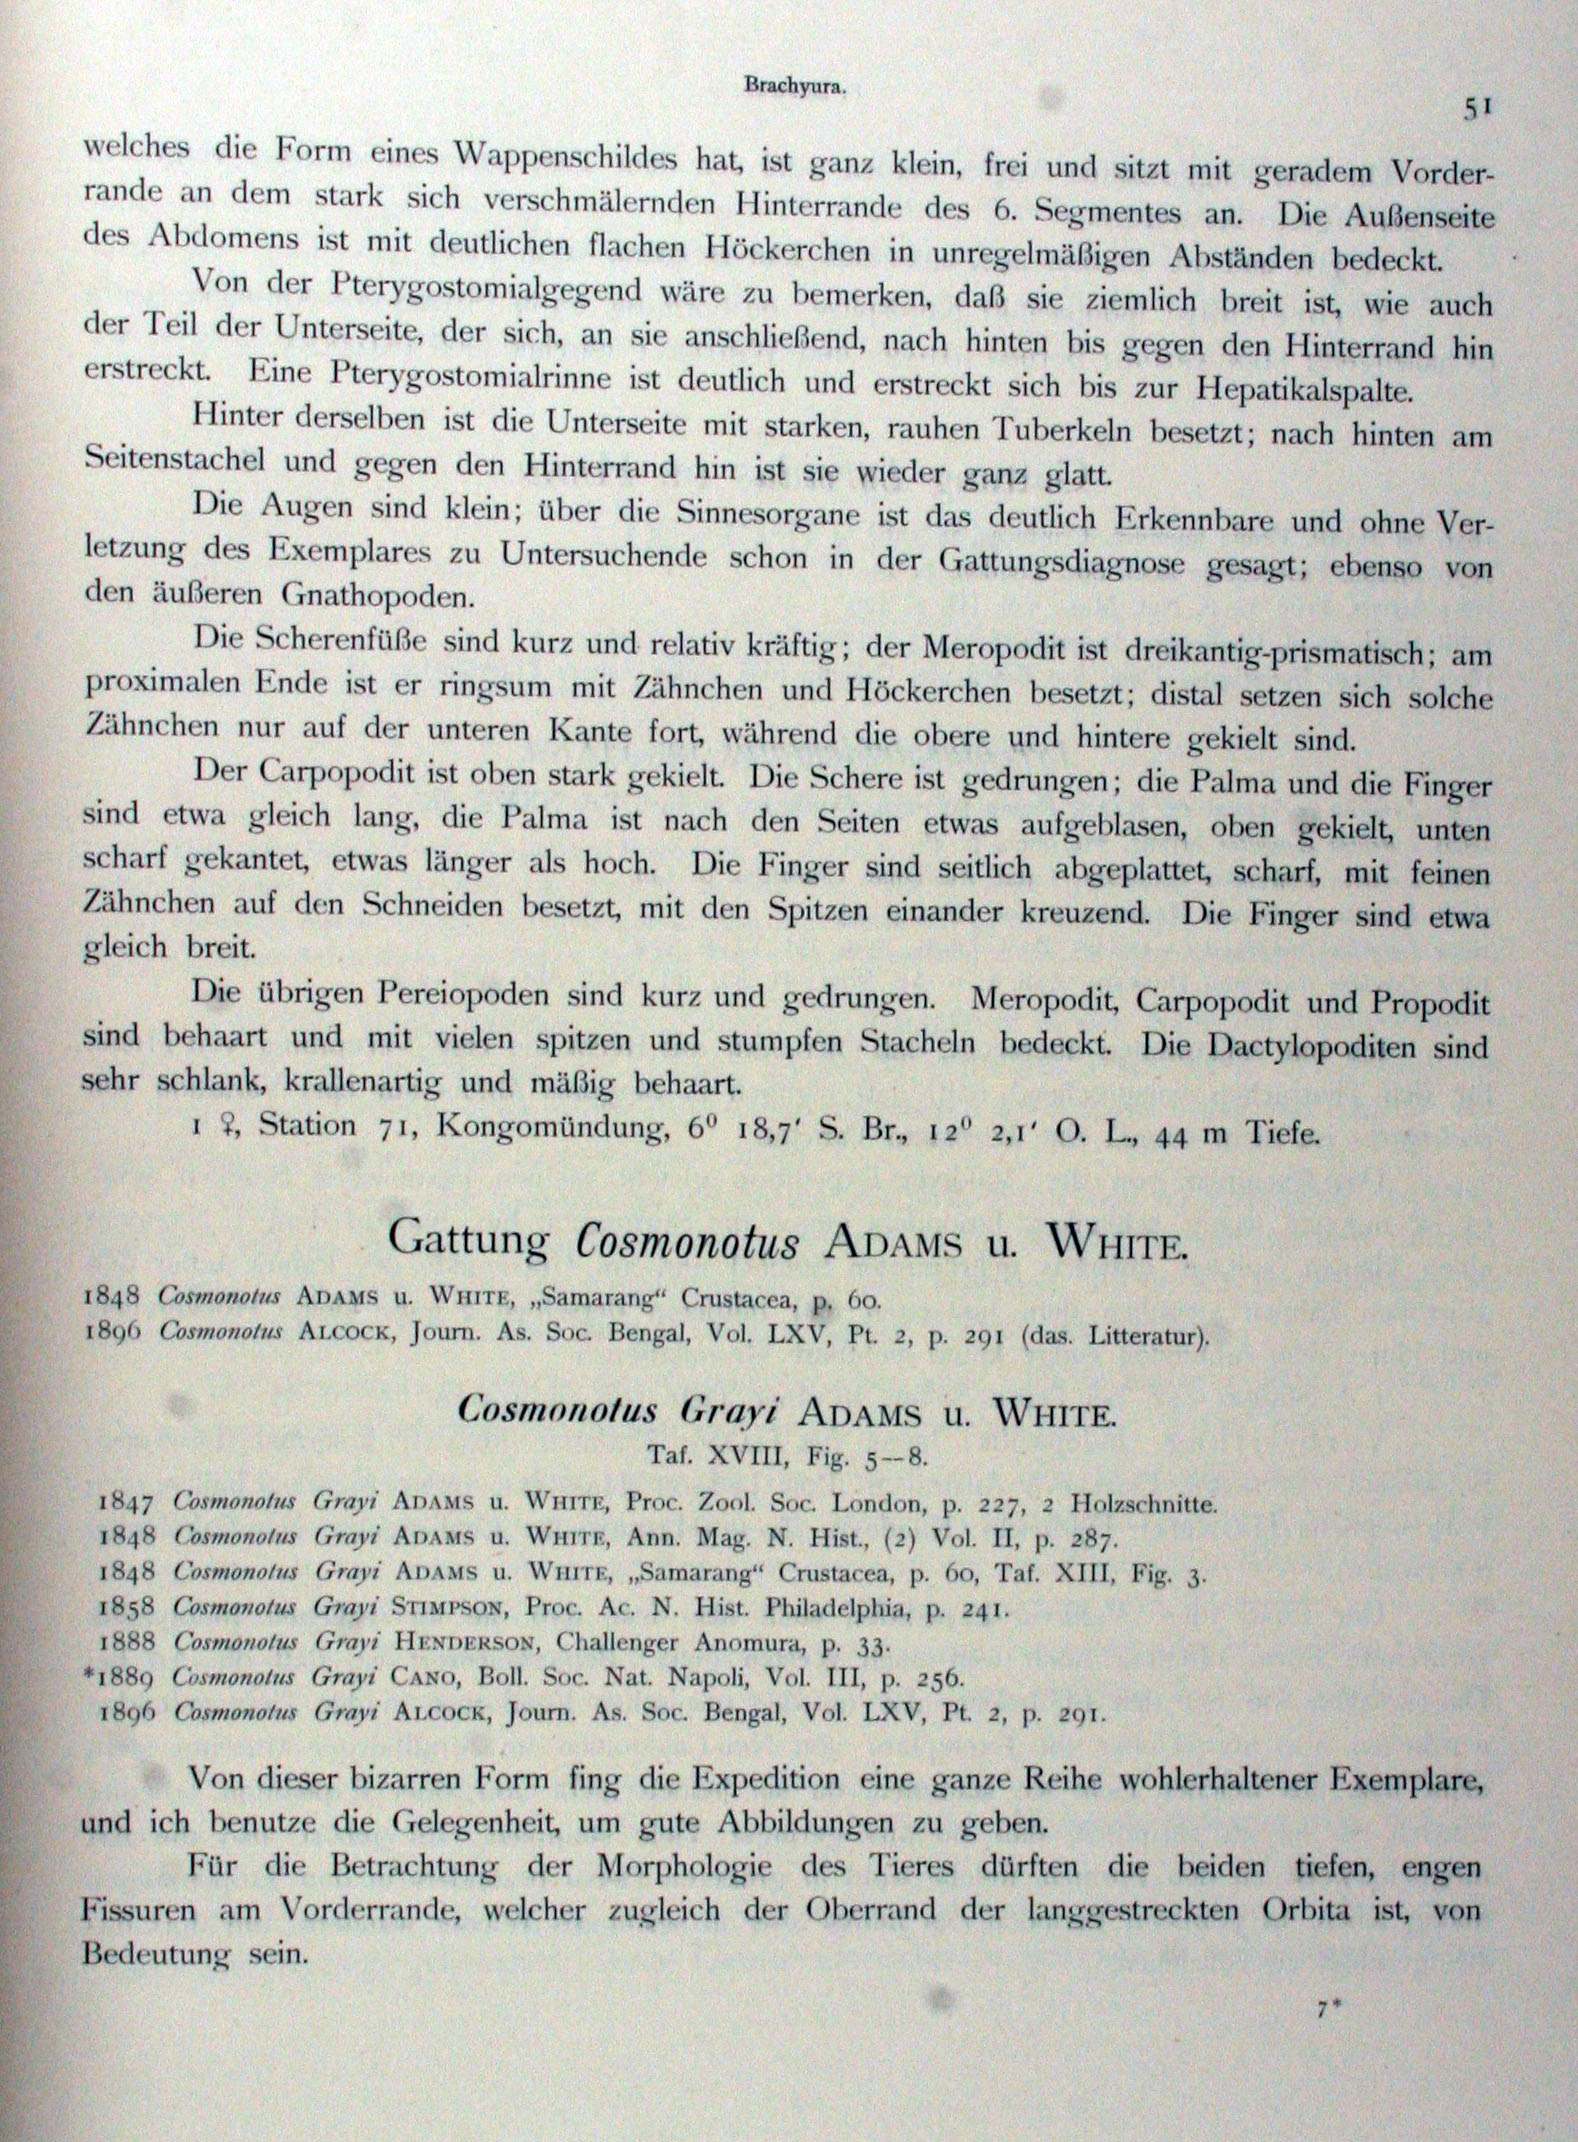 Brachyura.
51
welches die Form eines Wappenschildes hat, ist ganz klein, frei und sitzt mit geradem Vorder-
rande an dem stark sich verschmälernden Hinterrande des 6. Segmentes an. Die Außenseite
des Abdomens ist mit deutlichen flachen Höckerchen in unregelmäßigen Abständen bedeckt.
Von der Pterygostomialgegend wäre zu bemerken, daß sie ziemlich breit ist, wie auch
der Teil der Unterseite, der sich, an sie anschließend, nach hinten bis gegen den Hinterrand hin
erstreckt. Eine Pterygostomialrinne ist deutlich und erstreckt sich bis zur Hepatikalspalte.
Hinter derselben ist die Unterseite mit starken, rauhen Tuberkeln besetzt; nach hinten am
Seitenstachel und gegen den Hinterrand hin ist sie wieder ganz glatt.
Die Augen sind klein; über die Sinnesorgane ist das deutlich Erkennbare und ohne Ver-
letzung des Exemplares zu Untersuchende schon in der Gattungsdiagnose gesagt; ebenso von
den äußeren Gnathopoden.
Die Scherenfüße sind kurz und relativ kräftig; der Meropodit ist dreikantig-prismatisch; am
proximalen Ende ist er ringsum mit Zähnchen und Höckerchen besetzt; distal setzen sich solche
Zähnchen nur auf der unteren Kante fort, während die obere und hintere gekielt sind.
Der Carpopodit ist oben stark gekielt. Die Schere ist gedrungen; die Palma und die Finger
sind etwa gleich lang, die Palma ist nach den Seiten etwas aufgeblasen, oben gekielt, unten
scharf gekantet, etwas länger als hoch. Die Finger sind seitlich abgeplattet, scharf, mit feinen
Zähnchen auf den Schneiden besetzt, mit den Spitzen einander kreuzend. Die Finger sind etwa
gleich breit.
Die übrigen Pereiopoden sind kurz und gedrungen. Meropodit, Carpopodit und Propodit
sind behaart und mit vielen spitzen und stumpfen Stacheln bedeckt. Die Dactylopoditen sind
sehr schlank, krallenartig und mäßig behaart.
1 ♀, Station 71, Kongomündung, 6⁰ 18,7′ S. Br., 12⁰ 2,1′ O. L., 44 m Tiefe.
Gattung Cosmonotus ADAMS u. WHITE.
1848 Cosmonotus ADAMS u. WHITE, „Samarang“ Crustacea, p. 60.
1896 Cosmonotus ALCOCK, Journ. As. Soc. Bengal, Vol. LXV, Pt. 2, p. 291 (das. Litteratur).
Cosmonotus Grayi ADAMS u. WHITE.
Taf. XVIII, Fig. 5—8.
1847 Cosmonotus Grayi ADAMS u. WHITE, Proc. Zool. Soc. London, p. 227, 2 Holzschnitte.
1848 Cosmonotus Grayi ADAMS u. WHITE, Ann. Mag. N. Hist., (2) Vol. II, p. 287.
1848 Cosmonotus Grayi ADAMS u. WHITE, „Samarang“ Crustacea, p. 60, Taf. XIII, Fig. 3.
1858 Cosmonotus Grayi STIMPSON, Proc. Ac. N. Hist. Philadelphia, p. 241.
1888 Cosmonotus Grayi HENDERSON, Challenger Anomura, p. 33.
*1889 Cosmonotus Grayi CANO, Boll. Soc. Nat. Napoli, Vol. III, p. 256.
1896 Cosmonotus Grayi ALCOCK, Journ. As. Soc. Bengal, Vol. LXV, Pt. 2, p. 291.
Von dieser bizarren Form fing die Expedition eine ganze Reihe wohlerhaltener Exemplare,
und ich benutze die Gelegenheit, um gute Abbildungen zu geben.
Für die Betrachtung der Morphologie des Tieres dürften die beiden tiefen, engen
Fissuren am Vorderrande, welcher zugleich der Oberrand der langgestreckten Orbita ist, von
Bedeutung sein.
7*